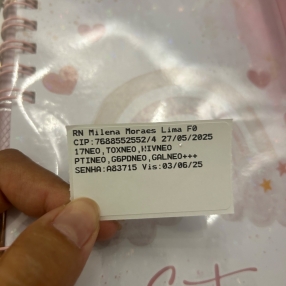 RN Milena Moraes Lima F0
CIP:7688552552/4 27/05/2025
17NEO,TOXNEO,HIVNEO
PTINEO,G6PDNEO,GALNEO+++
SENHA:A83715 Vis:03/06/25